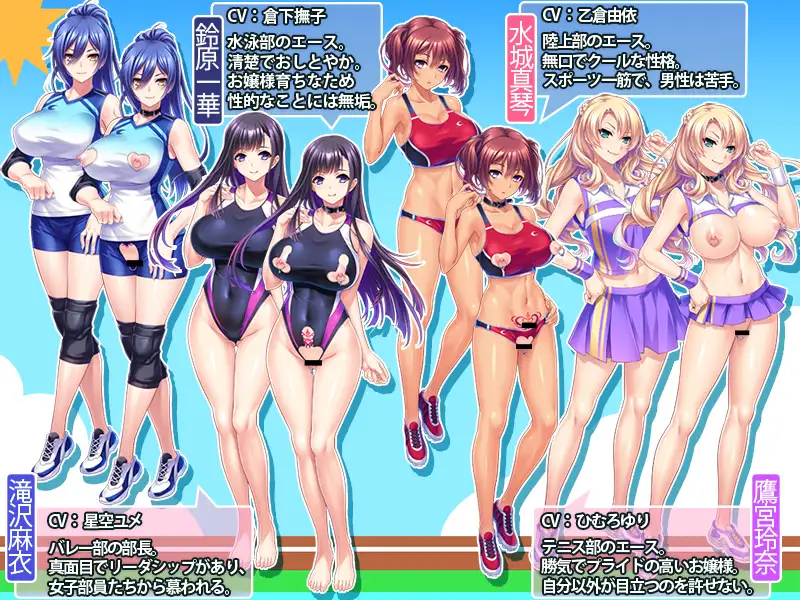 鈴原一華
CV：倉下撫子
水泳部のエース。
清楚でおしとやか。
お嬢様育ちなため
性的なことには無垢。
水城真琴
CV：乙倉由依
陸上部のエース。
無口でクールな性格。
スポーツ一筋で、男性は苦手。
滝沢麻衣
CV：星空ユメ
バレー部の部長。
真面目でリーダシップがあり、
女子部員たちから慕われる。
鷹宮玲奈
CV：ひむろゆり
テニス部のエース。
勝気でプライドの高いお嬢様。
自分以外が目立つのを許せない。